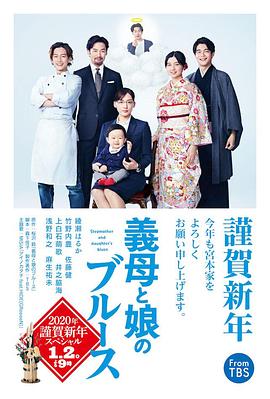 謹賀新年
今年も宮本家を
よろしく
お願い申し上げます。
From
TBS
義母と娘の
ブルース
Stepmother and
daughter's
blues
綾瀬はるか
竹野内豊 佐藤健
上白石萌歌 井之脇海
浅野和之 麻生祐未
2020年
謹賀新年
スペシャル
1.2.
よる9時